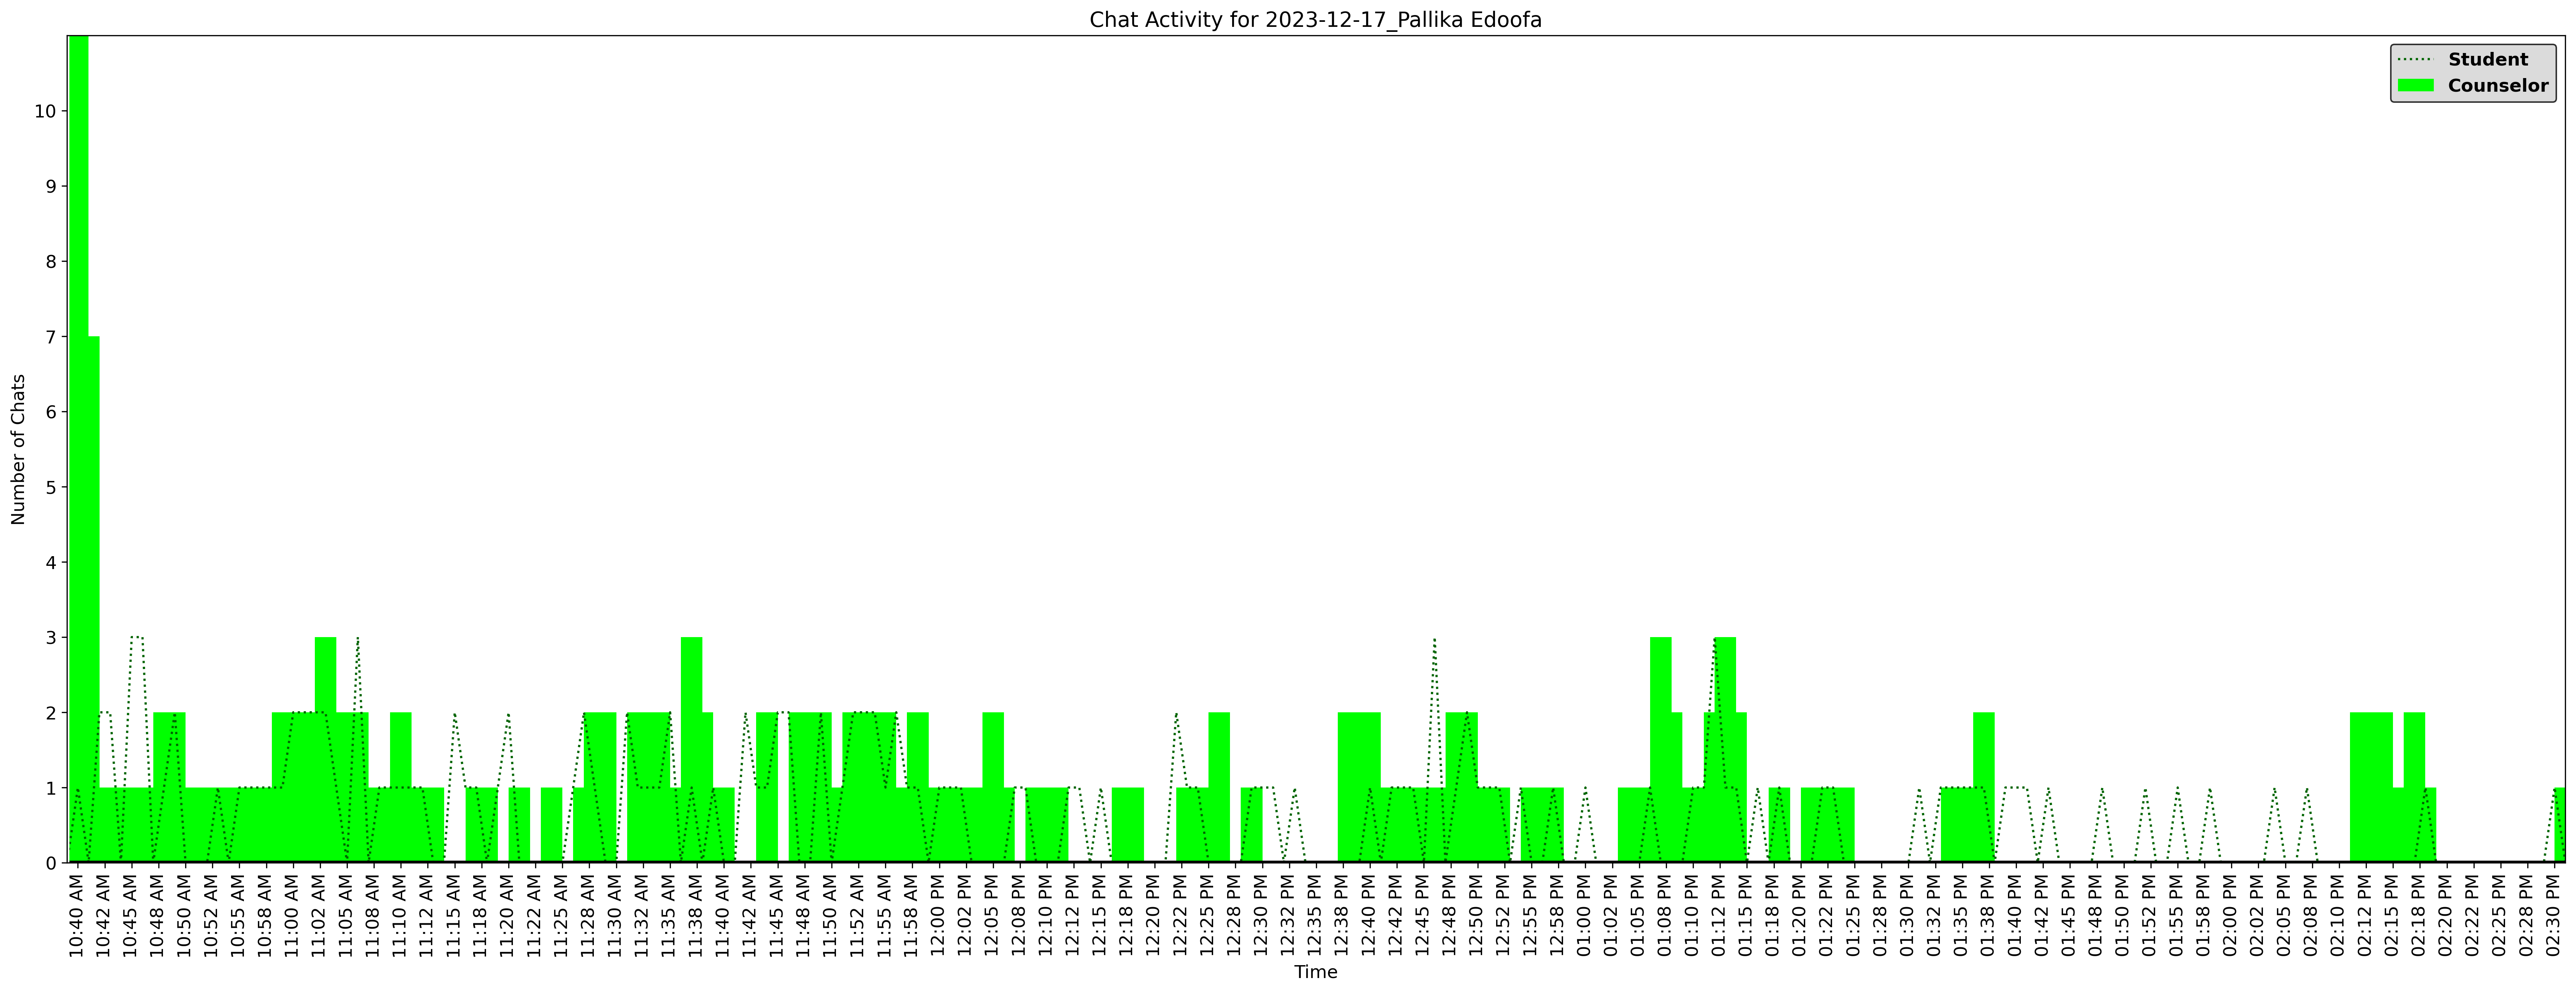 Chat Activity for 2023-12-17_Pallika Edoofa
Student
Counselor
Number of Chats
10
9
8
7
6
5
4
3
2
1
0
10:40 AM
10:42 AM
10:45 AM
10:48 AM
10:50 AM
10:52 AM
10:55 AM
10:58 AM
11:00 AM
11:02 AM
11:05 AM
11:08 AM
11:10 AM
11:12 AM
11:15 AM
11:18 AM
11:20 AM
11:22 AM
11:25 AM
11:28 AM
11:30 AM
11:32 AM
11:35 AM
11:38 AM
11:40 AM
11:42 AM
11:45 AM
11:48 AM
11:50 AM
11:52 AM
11:55 AM
11:58 AM
12:00 PM
12:02 PM
12:05 PM
12:08 PM
12:10 PM
12:12 PM
12:15 PM
12:18 PM
12:20 PM
12:22 PM
12:25 PM
12:28 PM
12:30 PM
12:32 PM
12:35 PM
12:38 PM
12:40 PM
12:42 PM
12:45 PM
12:48 PM
12:50 PM
12:52 PM
12:55 PM
12:58 PM
01:00 PM
01:02 PM
01:05 PM
01:08 PM
01:10 PM
01:12 PM
01:15 PM
01:18 PM
01:20 PM
01:22 PM
01:25 PM
01:28 PM
01:30 PM
01:32 PM
01:35 PM
01:38 PM
01:40 PM
01:42 PM
01:45 PM
01:48 PM
01:50 PM
01:52 PM
01:55 PM
01:58 PM
02:00 PM
02:02 PM
02:05 PM
02:08 PM
02:10 PM
02:12 PM
02:15 PM
02:18 PM
02:20 PM
02:22 PM
02:25 PM
02:28 PM
02:30 PM
Time